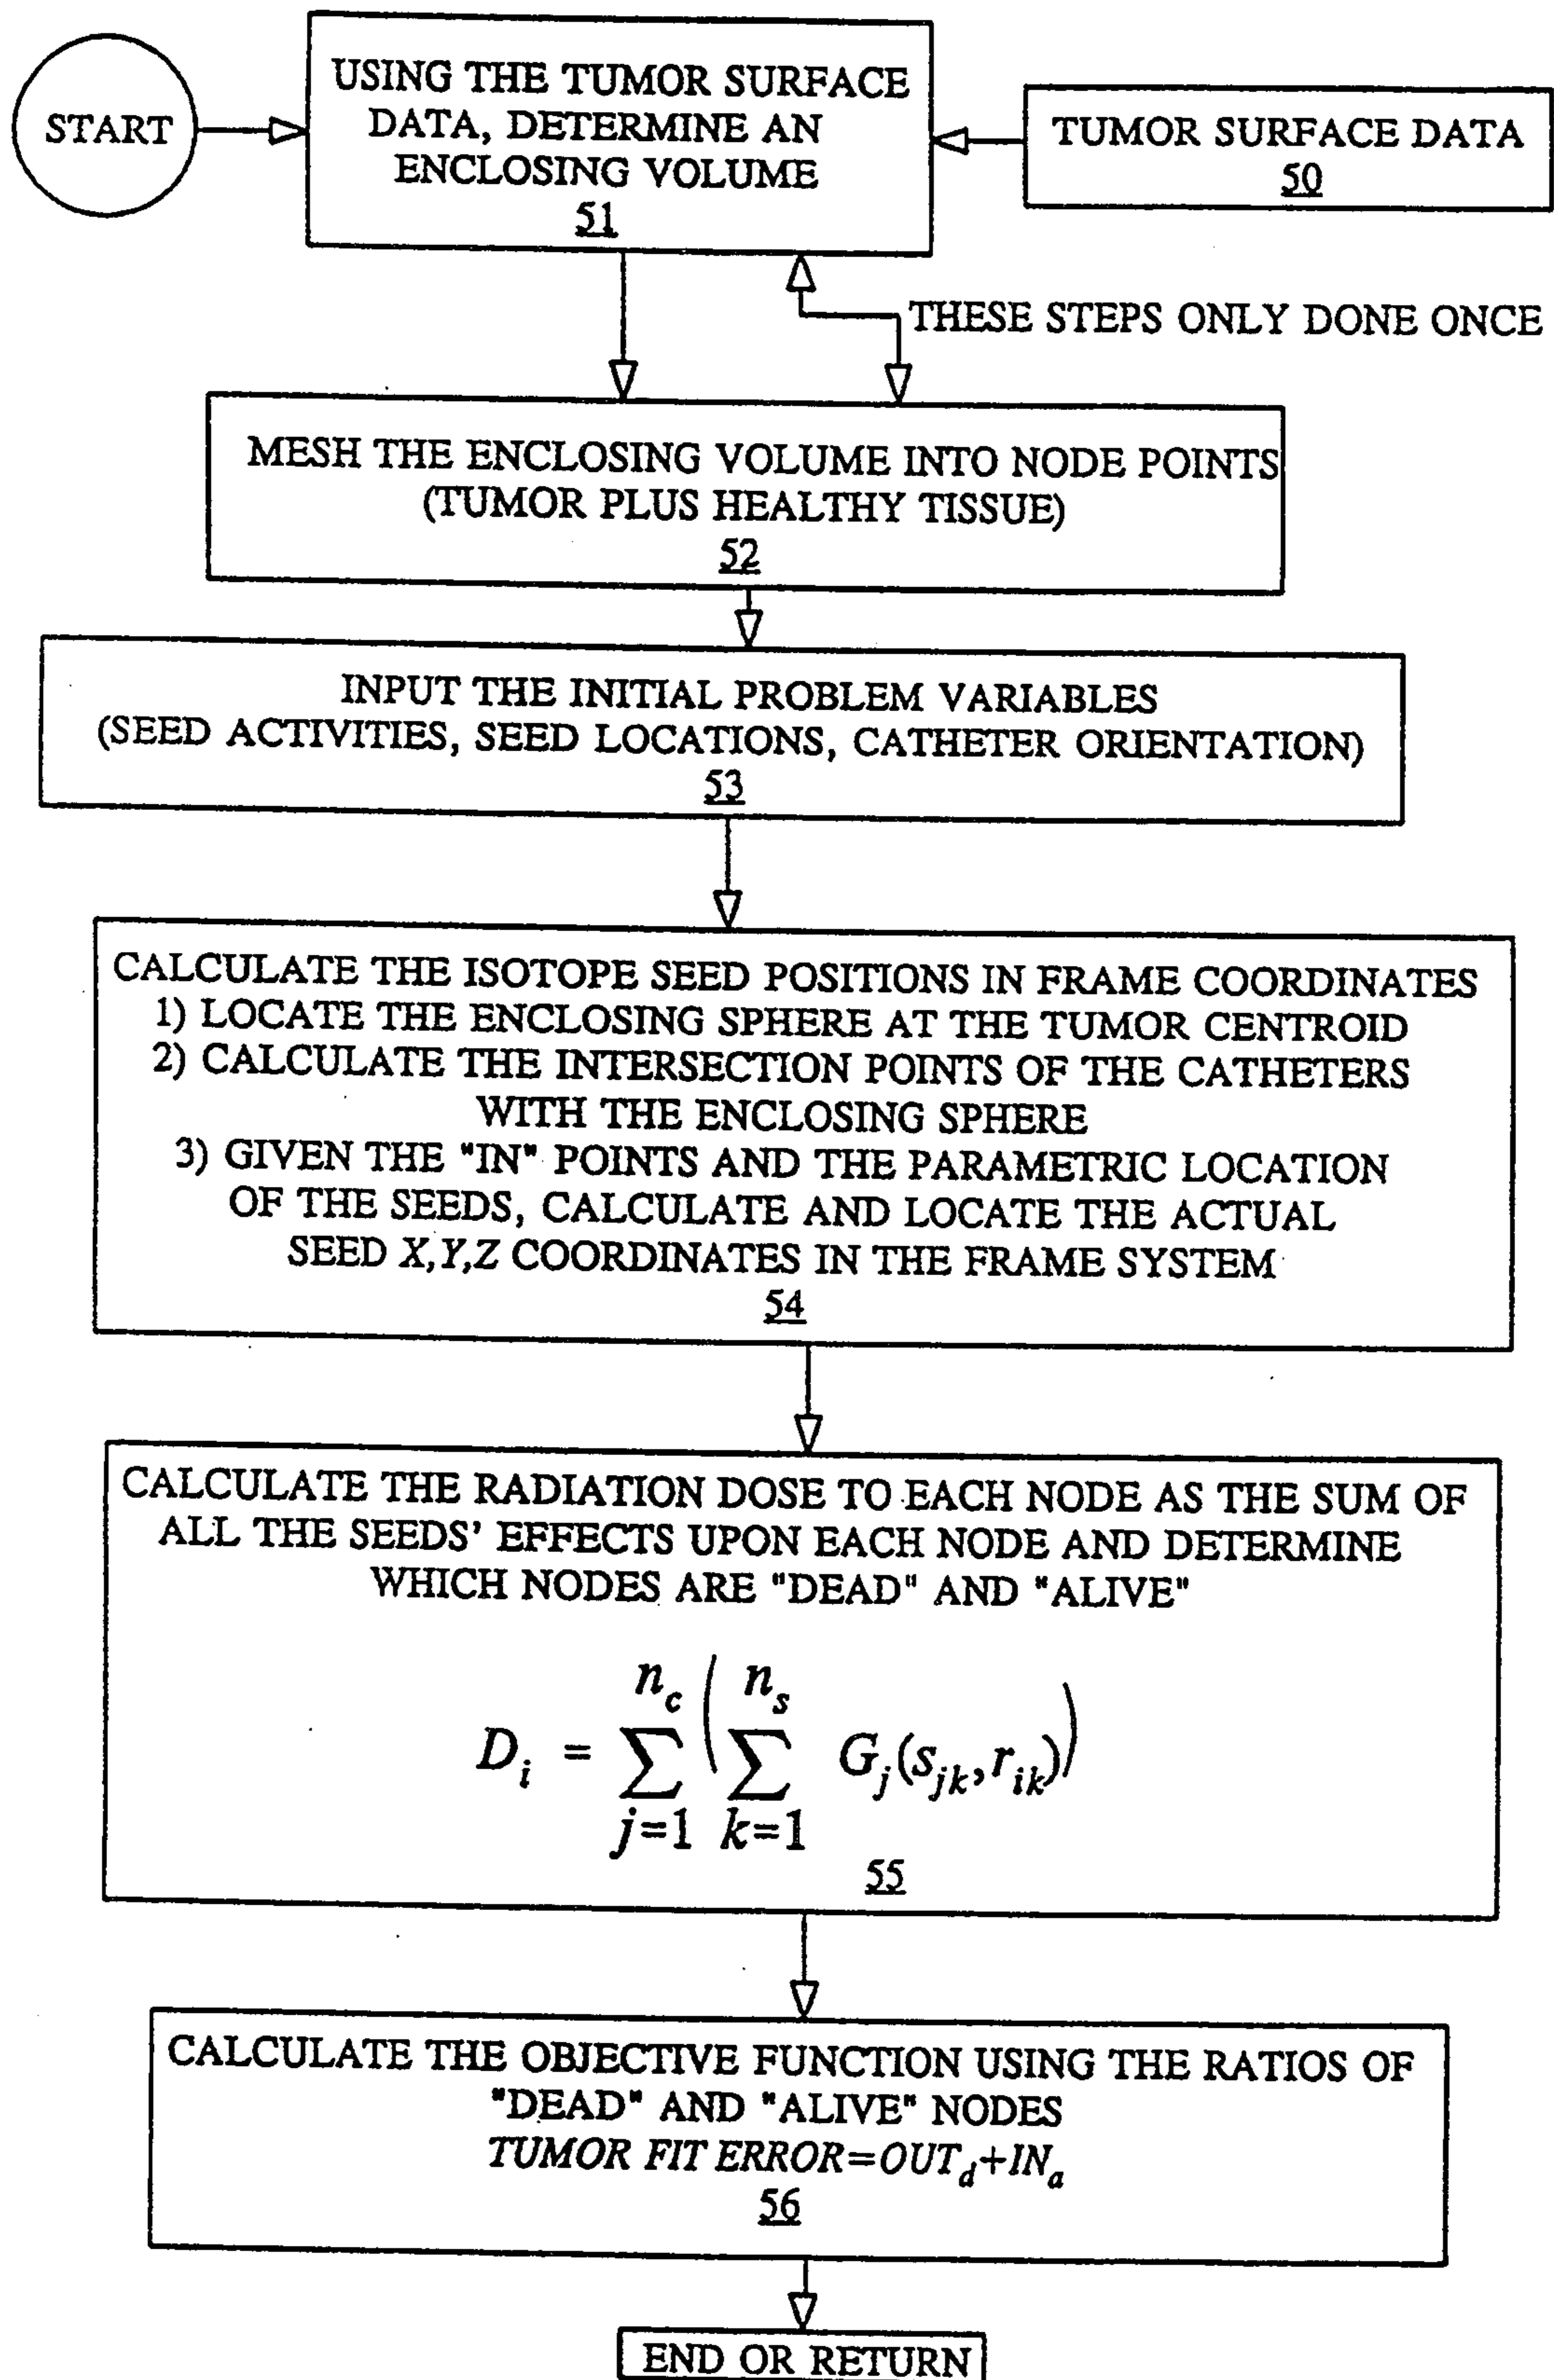 START
USING THE TUMOR SURFACE
DATA, DETERMINE AN
ENCLOSING VOLUME
51
TUMOR SURFACE DATA
50
THESE STEPS ONLY DONE ONCE
MESH THE ENCLOSING VOLUME INTO NODE POINTS
(TUMOR PLUS HEALTHY TISSUE)
52
INPUT THE INITIAL PROBLEM VARIABLES
(SEED ACTIVITIES, SEED LOCATIONS, CATHETER ORIENTATION)
53
CALCULATE THE ISOTOPE SEED POSITIONS IN FRAME COORDINATES
1) LOCATE THE ENCLOSING SPHERE AT THE TUMOR CENTROID
2) CALCULATE THE INTERSECTION POINTS OF THE CATHETERS
WITH THE ENCLOSING SPHERE
3) GIVEN THE "IN" POINTS AND THE PARAMETRIC LOCATION
OF THE SEEDS, CALCULATE AND LOCATE THE ACTUAL
SEED X,Y,Z COORDINATES IN THE FRAME SYSTEM
54
CALCULATE THE RADIATION DOSE TO EACH NODE AS THE SUM OF
ALL THE SEEDS' EFFECTS UPON EACH NODE AND DETERMINE
WHICH NODES ARE "DEAD" AND "ALIVE"
D_i = \sum_{j=1}^{n_c} ( \sum_{k=1}^{n_s} G_j(s_{jk}, r_{ik}) )
55
CALCULATE THE OBJECTIVE FUNCTION USING THE RATIOS OF
"DEAD" AND "ALIVE" NODES
TUMOR FIT ERROR=OUT_d+IN_a
56
END OR RETURN